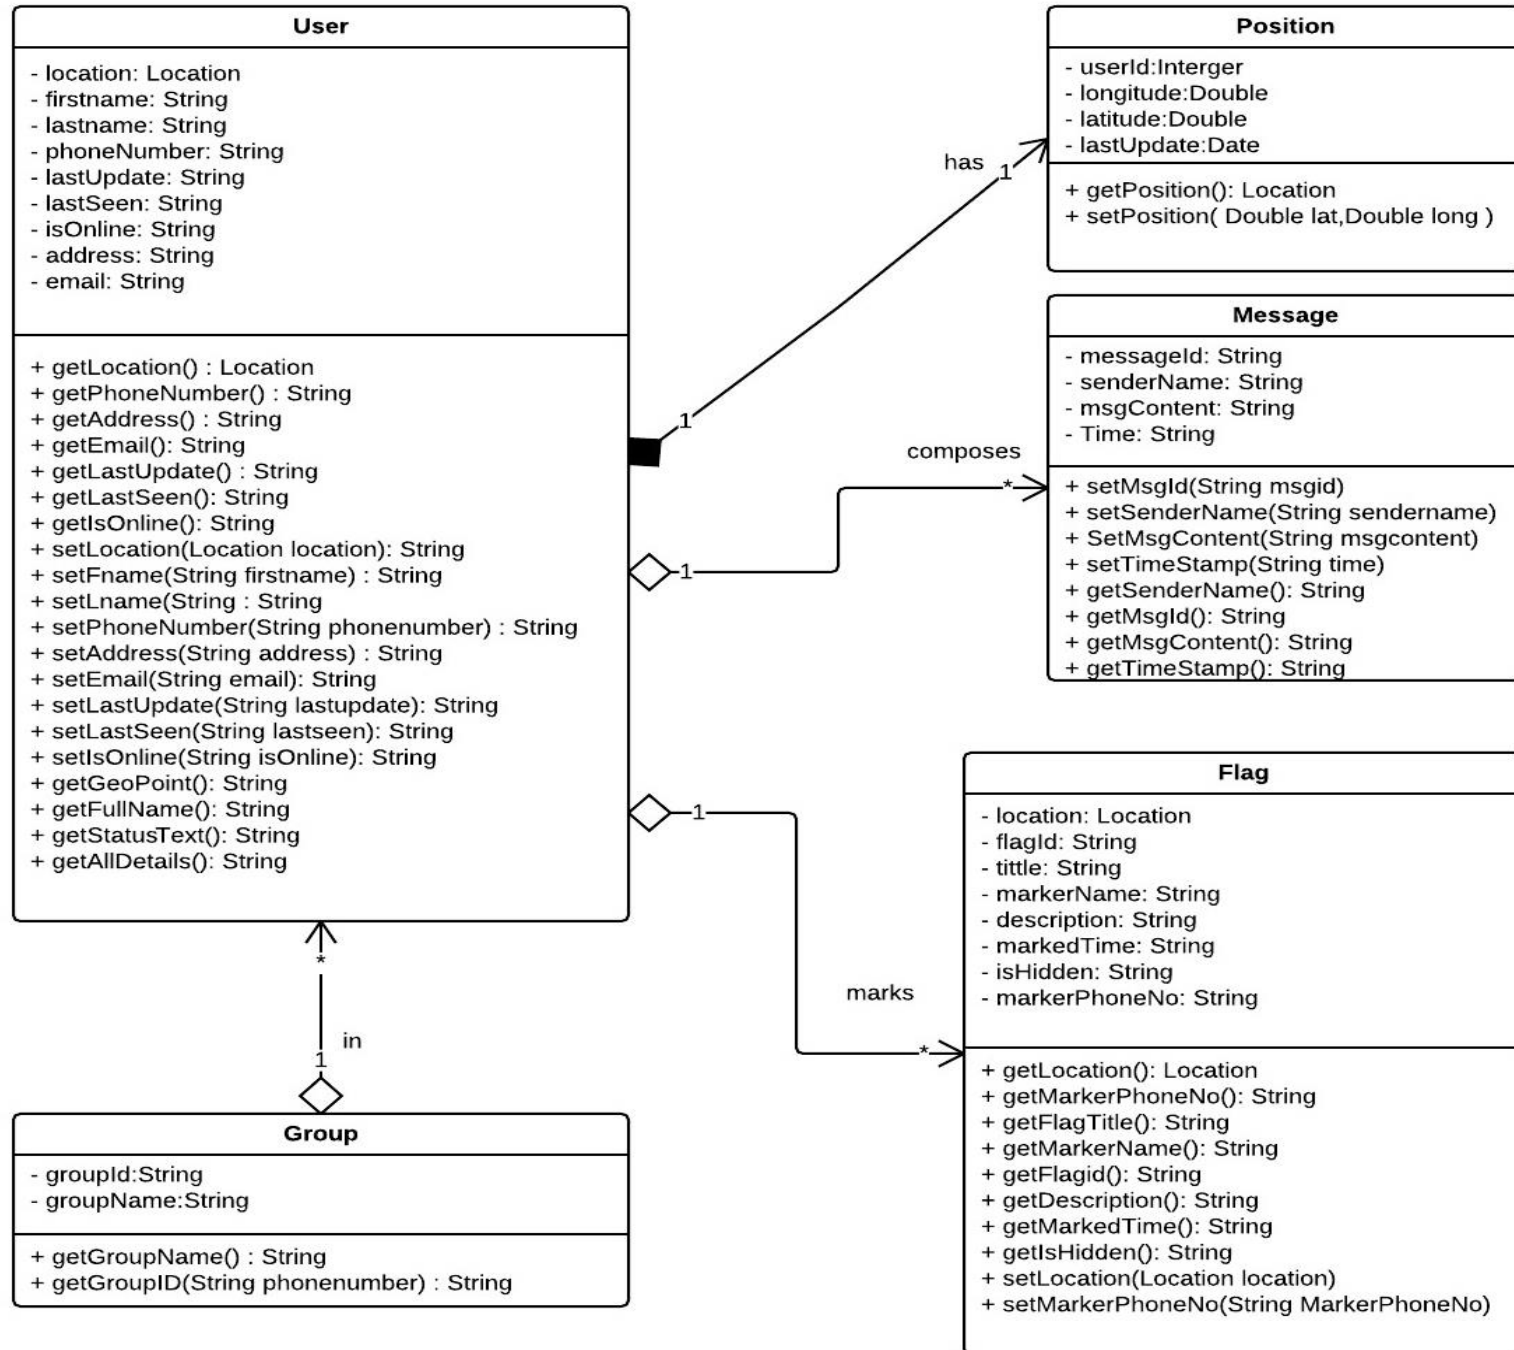 User
- location: Location
- firstname: String
- lastname: String
- phoneNumber: String
- lastUpdate: String
- lastSeen: String
- isOnline: String
- address: String
- email: String
+ getLocation() : Location
+ getPhoneNumber() : String
+ getAddress() : String
+ getEmail(): String
+ getLastUpdate() : String
+ getLastSeen(): String
+ getIsOnline(): String
+ setLocation(Location location): String
+ setFname(String firstname) : String
+ setLname(String : String
+ setPhoneNumber(String phonenumber) : String
+ setAddress(String address) : String
+ setEmail(String email): String
+ setLastUpdate(String lastupdate): String
+ setLastSeen(String lastseen): String
+ setIsOnline(String isOnline): String
+ getGeoPoint(): String
+ getFullName(): String
+ getStatusText(): String
+ getAllDetails(): String
has
1
1
Position
- userId:Interger
- longitude:Double
- latitude:Double
- lastUpdate:Date
+ getPosition(): Location
+ setPosition( Double lat,Double long )
composes
*
1
Message
- messageId: String
- senderName: String
- msgContent: String
- Time: String
+ setMsgId(String msgid)
+ setSenderName(String sendername)
+ SetMsgContent(String msgcontent)
+ setTimeStamp(String time)
+ getSenderName(): String
+ getMsgId(): String
+ getMsgContent(): String
+ getTimeStamp(): String
1
marks
*
Flag
- location: Location
- flagId: String
- tittle: String
- markerName: String
- description: String
- markedTime: String
- isHidden: String
- markerPhoneNo: String
+ getLocation(): Location
+ getMarkerPhoneNo(): String
+ getFlagTitle(): String
+ getMarkerName(): String
+ getFlagid(): String
+ getDescription(): String
+ getMarkedTime(): String
+ getIsHidden(): String
+ setLocation(Location location)
+ setMarkerPhoneNo(String MarkerPhoneNo)
*
in
1
Group
- groupId:String
- groupName:String
+ getGroupName() : String
+ getGroupID(String phonenumber) : String